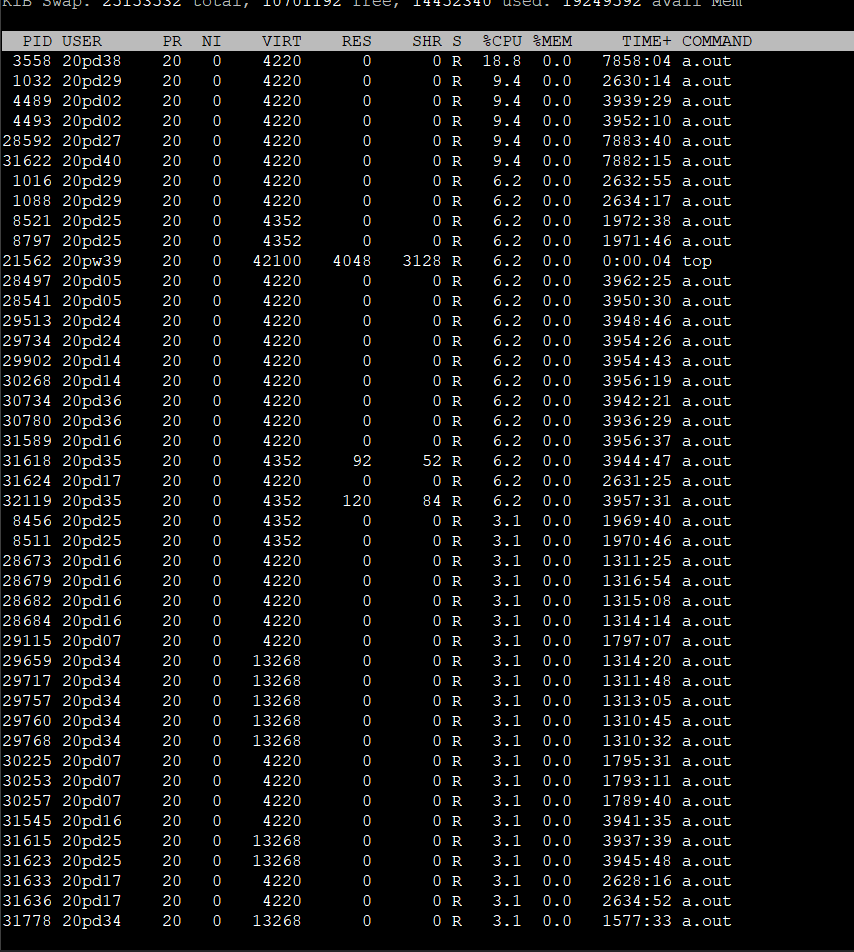 KiB Swap: 25153532 total, 10701192 free, 14452340 used. 19249592 avail Mem
PID USER PR NI VIRT RES SHR S %CPU %MEM TIME+ COMMAND
3558 20pd38 20 0 4220 0 0 R 18.8 0.0 7858:04 a.out
1032 20pd29 20 0 4220 0 0 R 9.4 0.0 2630:14 a.out
4489 20pd02 20 0 4220 0 0 R 9.4 0.0 3939:29 a.out
4493 20pd02 20 0 4220 0 0 R 9.4 0.0 3952:10 a.out
28592 20pd27 20 0 4220 0 0 R 9.4 0.0 7883:40 a.out
31622 20pd40 20 0 4220 0 0 R 9.4 0.0 7882:15 a.out
1016 20pd29 20 0 4220 0 0 R 6.2 0.0 2632:55 a.out
1088 20pd29 20 0 4220 0 0 R 6.2 0.0 2634:17 a.out
8521 20pd25 20 0 4352 0 0 R 6.2 0.0 1972:38 a.out
8797 20pd25 20 0 4352 0 0 R 6.2 0.0 1971:46 a.out
21562 20pw39 20 0 42100 4048 3128 R 6.2 0.0 0:00.04 top
28497 20pd05 20 0 4220 0 0 R 6.2 0.0 3962:25 a.out
28541 20pd05 20 0 4220 0 0 R 6.2 0.0 3950:30 a.out
29513 20pd24 20 0 4220 0 0 R 6.2 0.0 3948:46 a.out
29734 20pd24 20 0 4220 0 0 R 6.2 0.0 3954:26 a.out
29902 20pd14 20 0 4220 0 0 R 6.2 0.0 3954:43 a.out
30268 20pd14 20 0 4220 0 0 R 6.2 0.0 3956:19 a.out
30734 20pd36 20 0 4220 0 0 R 6.2 0.0 3942:21 a.out
30780 20pd36 20 0 4220 0 0 R 6.2 0.0 3936:29 a.out
31589 20pd16 20 0 4220 0 0 R 6.2 0.0 3956:37 a.out
31618 20pd35 20 0 4352 92 52 R 6.2 0.0 3944:47 a.out
31624 20pd17 20 0 4220 0 0 R 6.2 0.0 2631:25 a.out
32119 20pd35 20 0 4352 120 84 R 6.2 0.0 3957:31 a.out
8456 20pd25 20 0 4352 0 0 R 3.1 0.0 1969:40 a.out
8511 20pd25 20 0 4352 0 0 R 3.1 0.0 1970:46 a.out
28673 20pd16 20 0 4220 0 0 R 3.1 0.0 1311:25 a.out
28679 20pd16 20 0 4220 0 0 R 3.1 0.0 1316:54 a.out
28682 20pd16 20 0 4220 0 0 R 3.1 0.0 1315:08 a.out
28684 20pd16 20 0 4220 0 0 R 3.1 0.0 1314:14 a.out
29115 20pd07 20 0 4220 0 0 R 3.1 0.0 1797:07 a.out
29659 20pd34 20 0 13268 0 0 R 3.1 0.0 1314:20 a.out
29717 20pd34 20 0 13268 0 0 R 3.1 0.0 1311:48 a.out
29757 20pd34 20 0 13268 0 0 R 3.1 0.0 1313:05 a.out
29760 20pd34 20 0 13268 0 0 R 3.1 0.0 1310:45 a.out
29768 20pd34 20 0 13268 0 0 R 3.1 0.0 1310:32 a.out
30225 20pd07 20 0 4220 0 0 R 3.1 0.0 1795:31 a.out
30253 20pd07 20 0 4220 0 0 R 3.1 0.0 1793:11 a.out
30257 20pd07 20 0 4220 0 0 R 3.1 0.0 1789:40 a.out
31545 20pd16 20 0 4220 0 0 R 3.1 0.0 3941:35 a.out
31615 20pd25 20 0 13268 0 0 R 3.1 0.0 3937:39 a.out
31623 20pd25 20 0 13268 0 0 R 3.1 0.0 3945:48 a.out
31633 20pd17 20 0 4220 0 0 R 3.1 0.0 2628:16 a.out
31636 20pd17 20 0 4220 0 0 R 3.1 0.0 2634:52 a.out
31778 20pd34 20 0 13268 0 0 R 3.1 0.0 1577:33 a.out